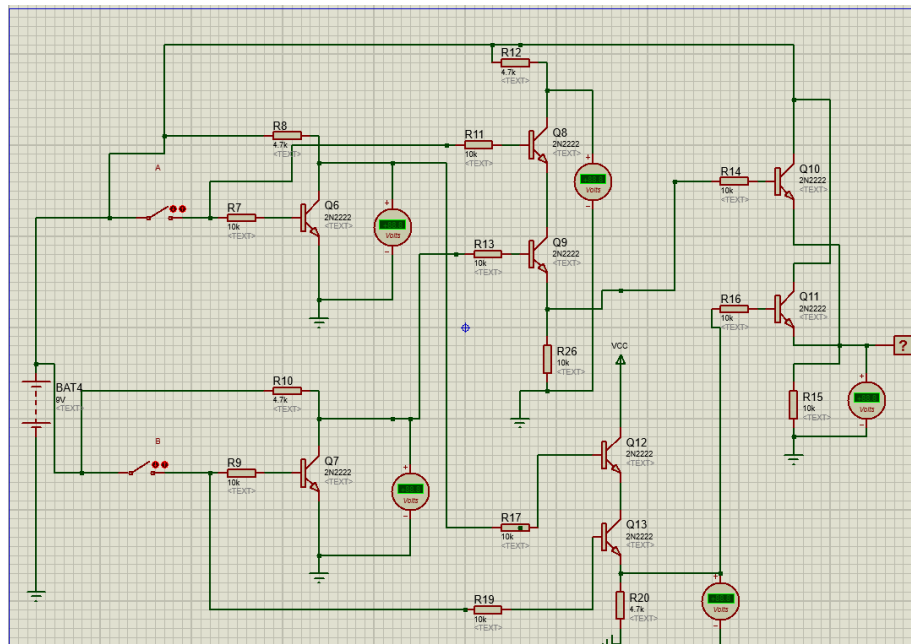 R12
4.7k
<TEXT>
R8
4.7k
<TEXT>
R11
10k
<TEXT>
Q8
2N2222
<TEXT>
A
+
Volts
-
R14
10k
<TEXT>
Q10
2N2222
<TEXT>
R7
10k
<TEXT>
Q6
2N2222
<TEXT>
+
Volts
-
R13
10k
<TEXT>
Q9
2N2222
<TEXT>
R16
10k
<TEXT>
Q11
2N2222
<TEXT>
VCC
R26
10k
<TEXT>
?
BAT4
9V
<TEXT>
R10
4.7k
<TEXT>
R15
10k
<TEXT>
+
Volts
-
B
R9
10k
<TEXT>
Q7
2N2222
<TEXT>
+
Volts
-
Q12
2N2222
<TEXT>
R17
10k
<TEXT>
Q13
2N2222
<TEXT>
R19
10k
<TEXT>
R20
4.7k
<TEXT>
+
Volts
-